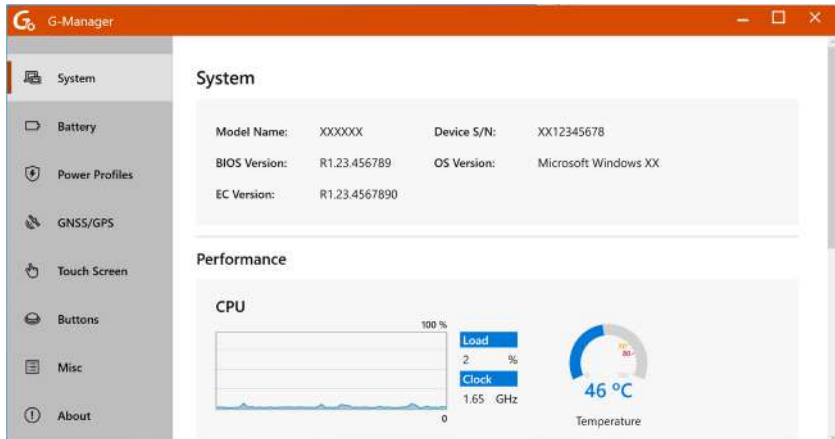 G-Manager
System
Battery
Power Profiles
GNSS/GPS
Touch Screen
Buttons
Misc
About
System
Model Name: XXXXXX Device S/N: XX12345678
BIOS Version: R1.23.456789 OS Version: Microsoft Windows XX
EC Version: R1.23.4567890
Performance
CPU
100 %
0
Load
2 %
Clock
1.65 GHz
80
46 °C
Temperature